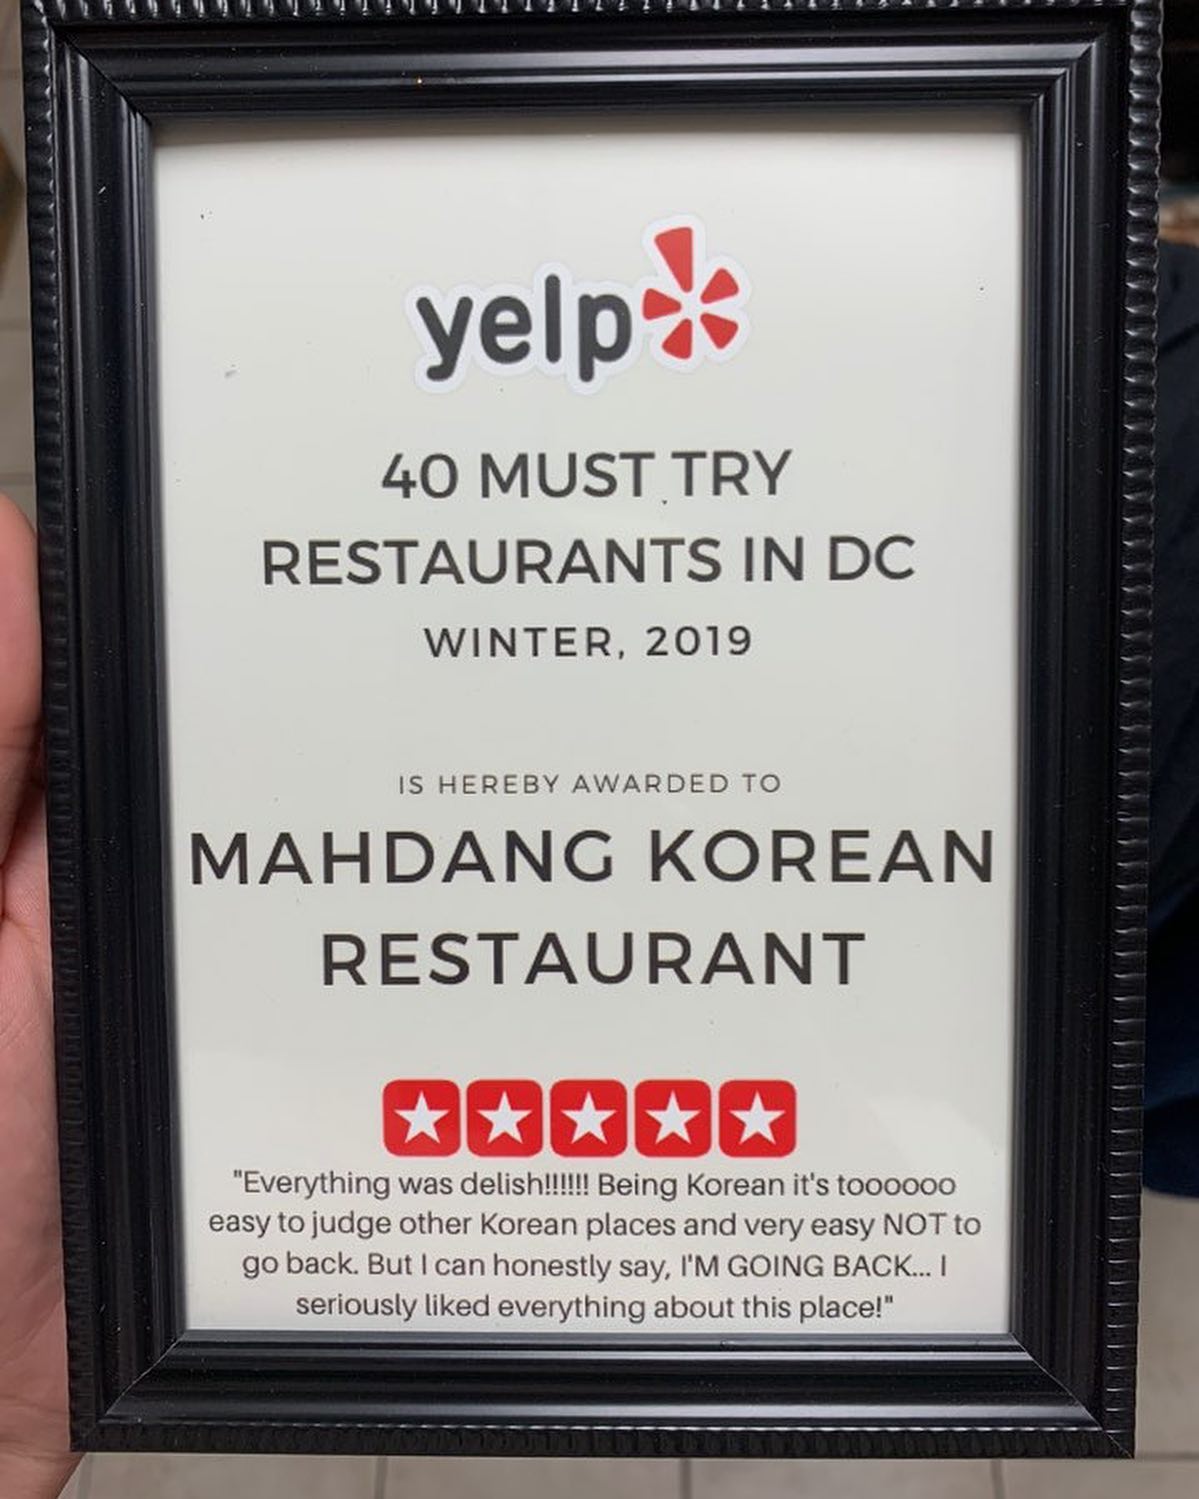 yelp
40 MUST TRY
RESTAURANTS IN DC
WINTER, 2019
IS HEREBY AWARDED TO
MAHDANG KOREAN
RESTAURANT
"Everything was delish!!!!!! Being Korean it's toooooo
easy to judge other Korean places and very easy NOT to
go back. But I can honestly say, I'M GOING BACK... I
seriously liked everything about this place!"